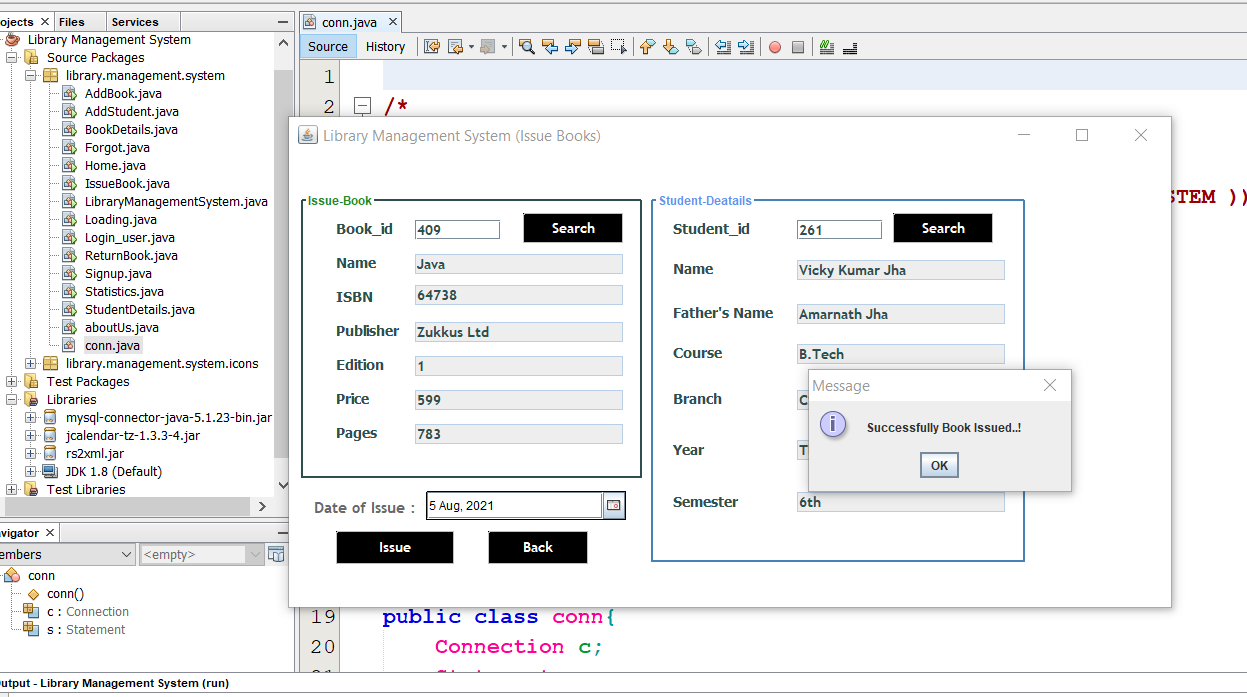 ojects Files Services
Library Management System
Source Packages
library.management.system
AddBook.java
AddStudent.java
BookDetails.java
Forgot.java
Home.java
IssueBook.java
LibraryManagementSystem.java
Loading.java
Login_user.java
ReturnBook.java
Signup.java
Statistics.java
StudentDetails.java
aboutUs.java
conn.java
library.management.system.icons
Test Packages
Libraries
mysql-connector-java-5.1.23-bin.jar
jcalendar-tz-1.3.3-4.jar
rs2xml.jar
JDK 1.8 (Default)
Test Libraries
avigator
embers <empty>
conn
conn()
c : Connection
s : Statement
conn.java
Source History
1
2 /*
STEM ))
Library Management System (Issue Books)
Issue-Book
Book_id 409 Search
Name Java
ISBN 64738
Publisher Zukkus Ltd
Edition 1
Price 599
Pages 783
Date of Issue : 5 Aug, 2021
Issue Back
Student-Deatails
Student_id 261 Search
Name Vicky Kumar Jha
Father's Name Amarnath Jha
Course B.Tech
Branch C
Year T
Semester 6th
Message
Successfully Book Issued..!
OK
19 public class conn{
20 Connection c;
utput - Library Management System (run)